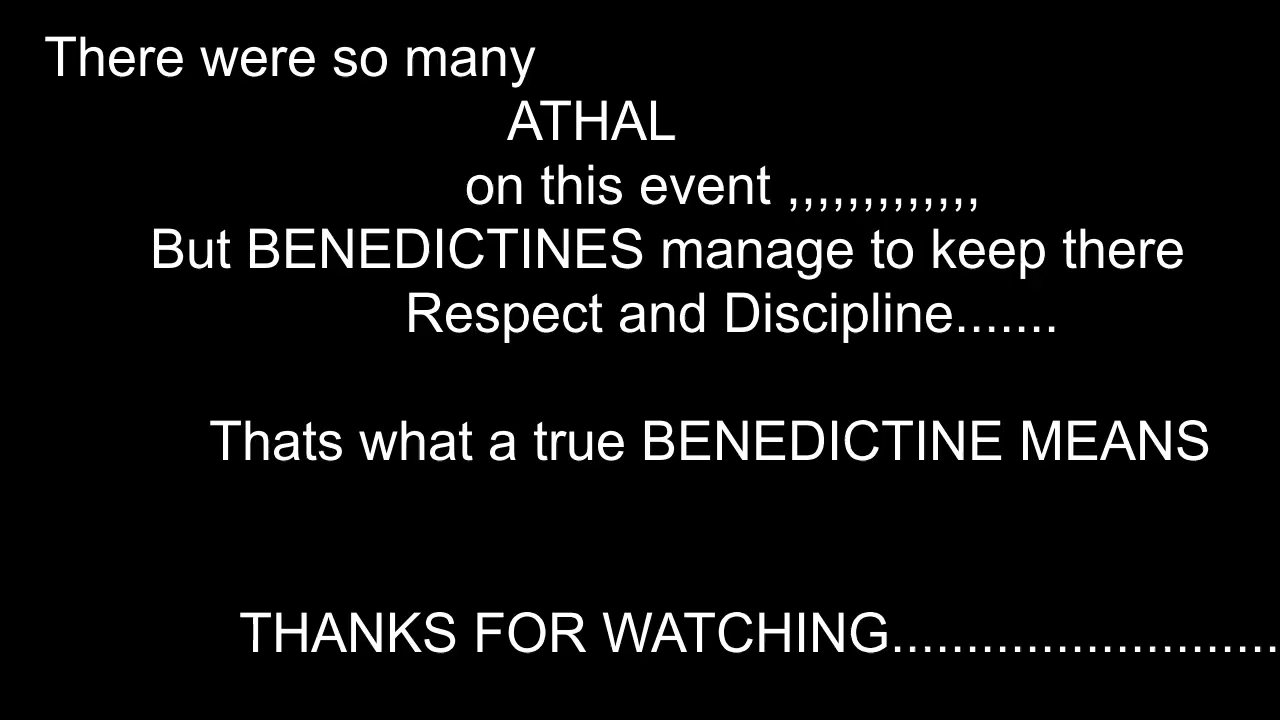 There were so many
ATHAL
on this event ,,,,,,,,,,,,,
But BENEDICTINES manage to keep there
Respect and Discipline.......
Thats what a true BENEDICTINE MEANS
THANKS FOR WATCHING..........................